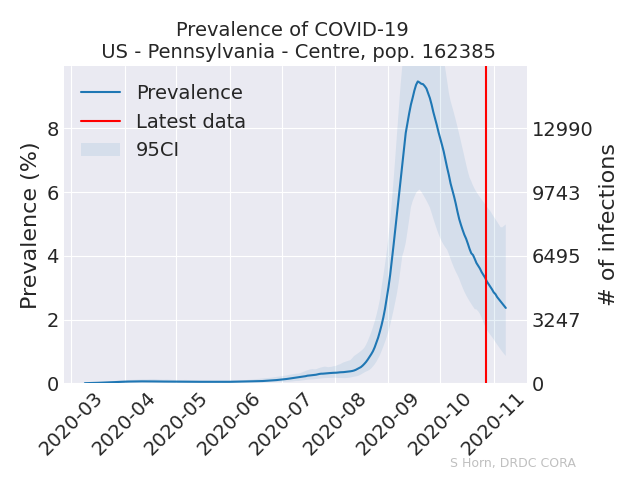 Prevalence of COVID-19
US - Pennsylvania - Centre, pop. 162385
Prevalence
Latest data
95CI
Prevalence (%)
8
6
4
2
0
12990
9743
6495
3247
0
# of infections
2020-03
2020-04
2020-05
2020-06
2020-07
2020-08
2020-09
2020-10
2020-11
S Horn, DRDC CORA